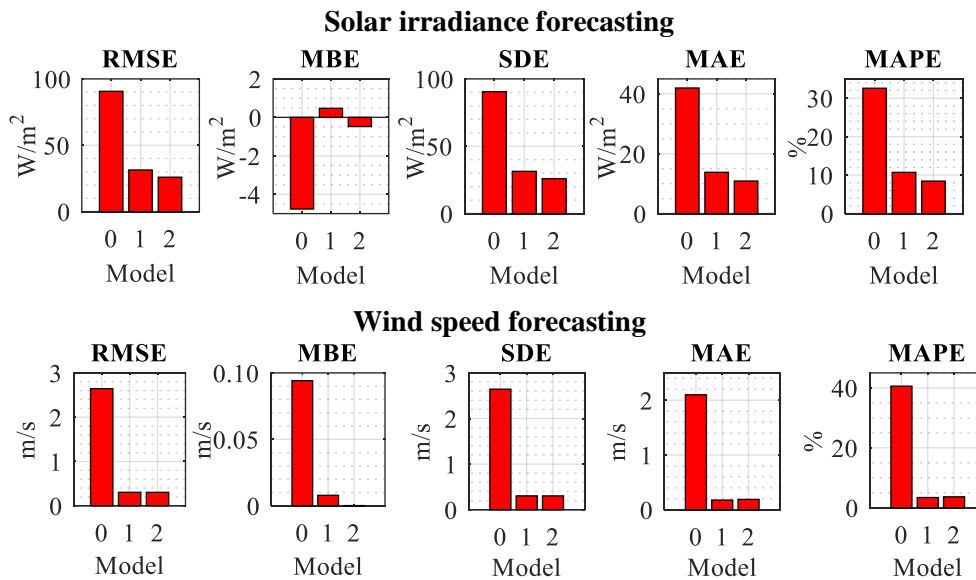 Solar irradiance forecasting
RMSE MBE SDE MAE MAPE
W/m² 100 50 0
W/m² 2 0 -2 -4
W/m² 100 50 0
W/m² 40 20 0
% 30 20 10 0
0 1 2 0 1 2 0 1 2 0 1 2 0 1 2
Model Model Model Model Model
Wind speed forecasting
RMSE MBE SDE MAE MAPE
m/s 3 2 1 0
m/s 0.10 0.05 0
m/s 3 2 1 0
m/s 2 1 0
% 40 20 0
0 1 2 0 1 2 0 1 2 0 1 2 0 1 2
Model Model Model Model Model